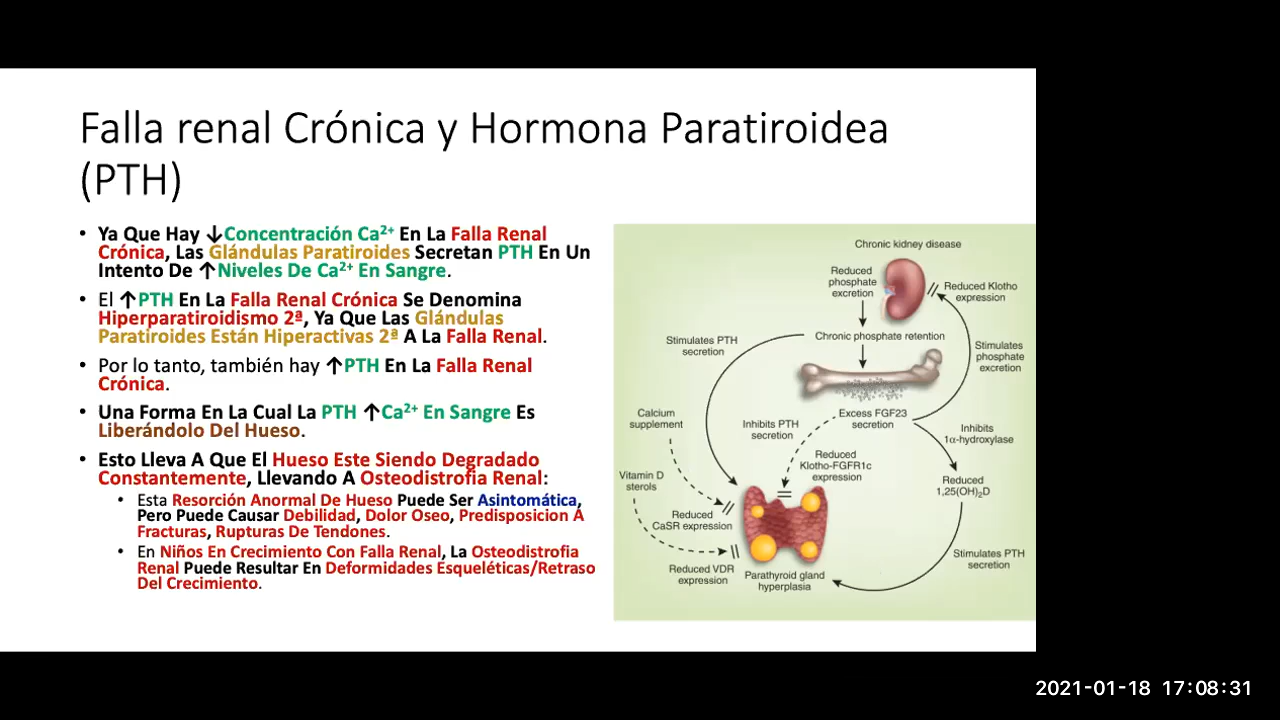 Falla renal Crónica y Hormona Paratiroidea
(PTH)
• Ya Que Hay ↓Concentración Ca²⁺ En La Falla Renal
Crónica, Las Glándulas Paratiroides Secretan PTH En Un
Intento De ↑Niveles De Ca²⁺ En Sangre.
• El ↑PTH En La Falla Renal Crónica Se Denomina
Hiperparatiroidismo 2ª, Ya Que Las Glándulas
Paratiroides Están Hiperactivas 2ª A La Falla Renal.
• Por lo tanto, también hay ↑PTH En La Falla Renal
Crónica.
• Una Forma En La Cual La PTH ↑Ca²⁺ En Sangre Es
Liberándolo Del Hueso.
• Esto Lleva A Que El Hueso Este Siendo Degradado
Constantemente, Llevando A Osteodistrofia Renal:
• Esta Resorción Anormal De Hueso Puede Ser Asintomática,
Pero Puede Causar Debilidad, Dolor Oseo, Predisposicion A
Fracturas, Rupturas De Tendones.
• En Niños En Crecimiento Con Falla Renal, La Osteodistrofia
Renal Puede Resultar En Deformidades Esqueléticas/Retraso
Del Crecimiento.
Chronic kidney disease
Reduced
phosphate
excretion
Reduced Klotho
expression
Chronic phosphate retention
Stimulates PTH
secretion
Stimulates
phosphate
excretion
Excess FGF23
secretion
Calcium
supplement
Inhibits PTH
secretion
Inhibits
1α-hydroxylase
Reduced
Klotho-FGFR1c
expression
Vitamin D
sterols
Reduced
1,25(OH)₂D
Reduced
CaSR expression
Stimulates PTH
secretion
Reduced VDR
expression
Parathyroid gland
hyperplasia
2021-01-18 17:08:31